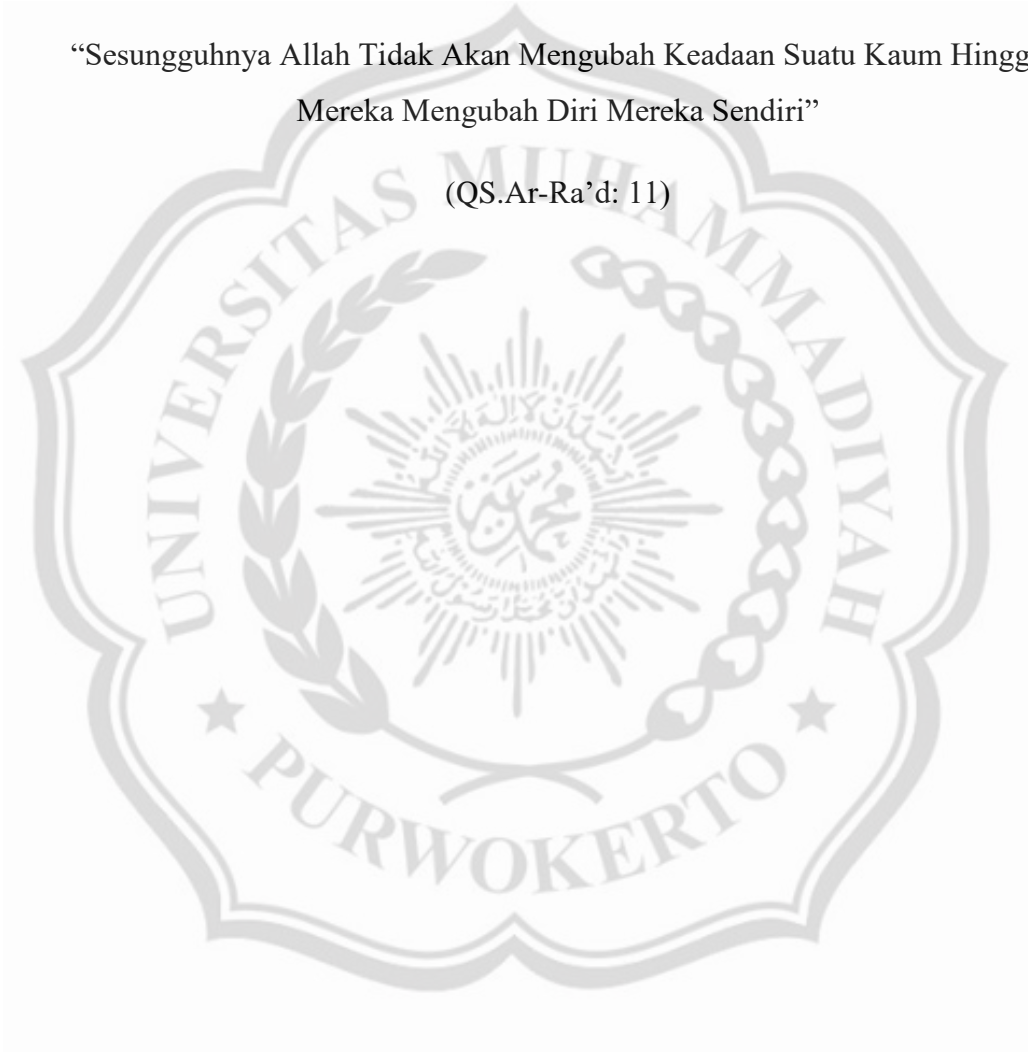 “Sesungguhnya Allah Tidak Akan Mengubah Keadaan Suatu Kaum Hingg
Mereka Mengubah Diri Mereka Sendiri”
(QS.Ar-Ra’d: 11)
UNIVERSITAS MUHAMMADIYAH
محمد
PURWOKERTO